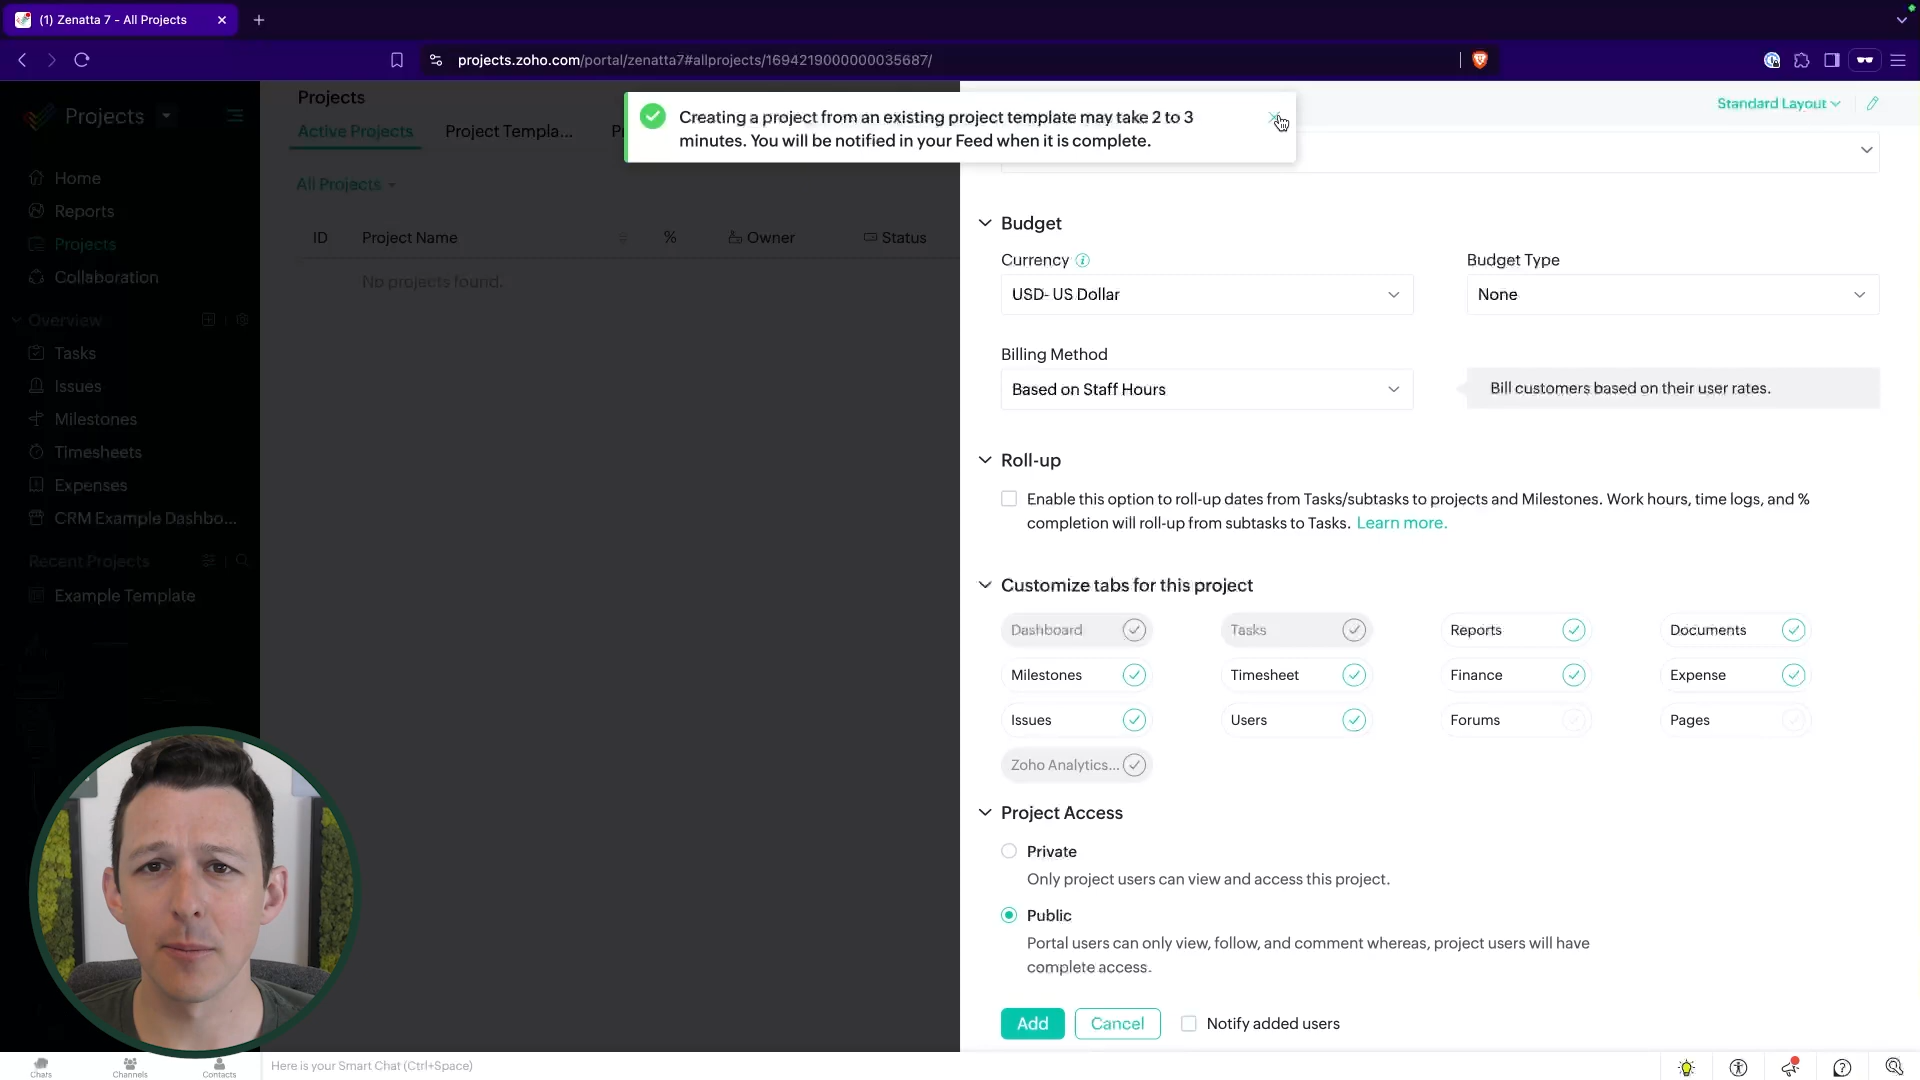 (1) Zenatta 7 - All Projects
projects.zoho.com/portal/zenatta7#allprojects/1694219000000035687/
Projects
Projects
Standard Layout
Creating a project from an existing project template may take 2 to 3
minutes. You will be notified in your Feed when it is complete.
Active Projects
Project Templa...
All Projects
ID
Project Name
%
Owner
Status
No projects found.
Home
Reports
Projects
Collaboration
Overview
Tasks
Issues
Milestones
Timesheets
Expenses
CRM Example Dashbo...
Recent Projects
Example Template
Budget
Currency
Budget Type
USD- US Dollar
None
Billing Method
Based on Staff Hours
Bill customers based on their user rates.
Roll-up
Enable this option to roll-up dates from Tasks/subtasks to projects and Milestones. Work hours, time logs, and %
completion will roll-up from subtasks to Tasks. Learn more.
Customize tabs for this project
Dashboard
Tasks
Reports
Documents
Milestones
Timesheet
Finance
Expense
Issues
Users
Forums
Pages
Zoho Analytics...
Project Access
Private
Only project users can view and access this project.
Public
Portal users can only view, follow, and comment whereas, project users will have
complete access.
Add
Cancel
Notify added users
Chats
Channels
Contacts
Here is your Smart Chat (Ctrl+Space)